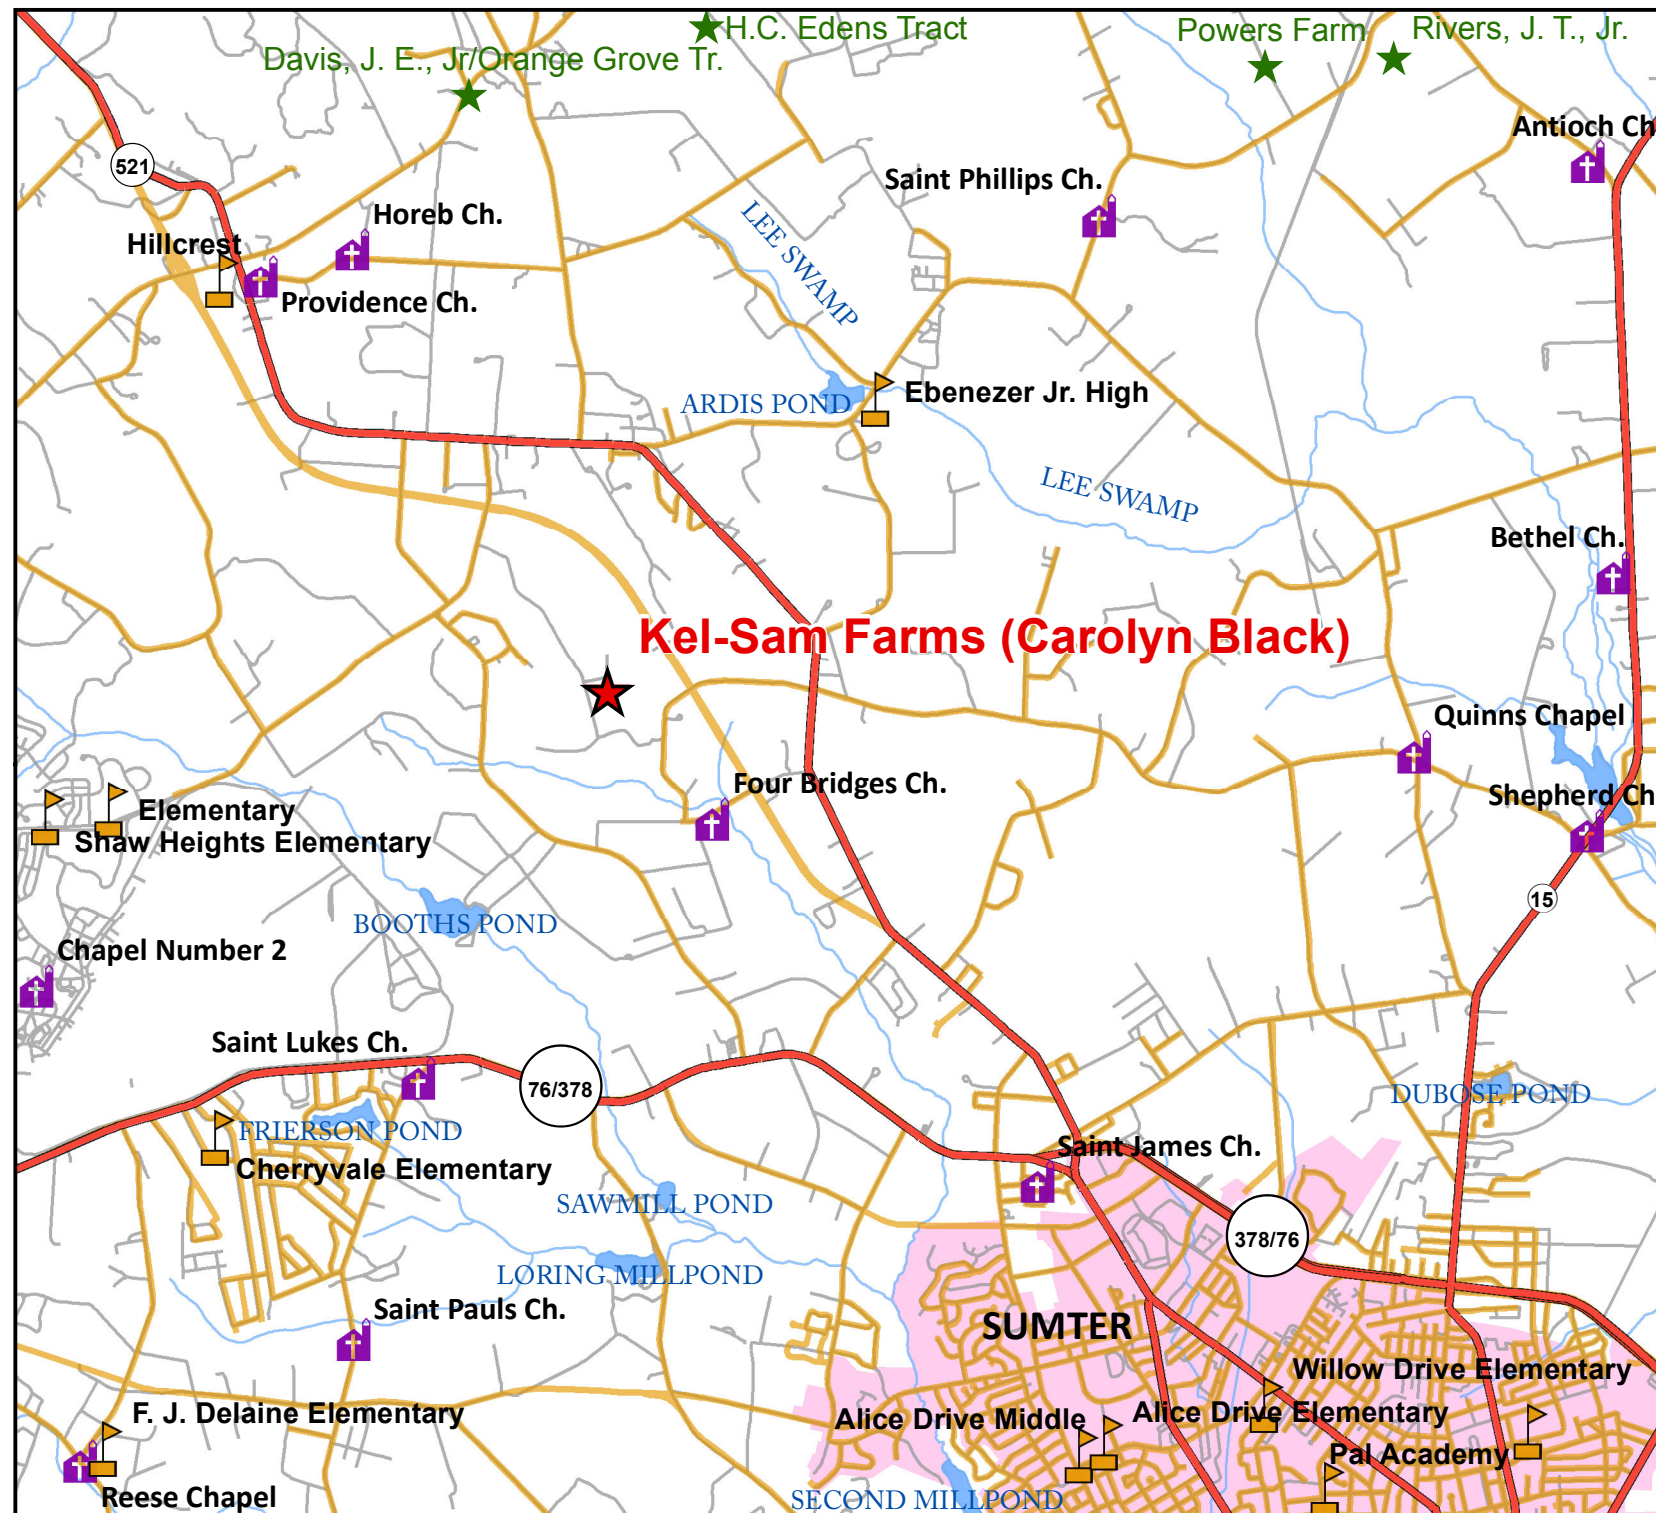 H.C. Edens Tract
Powers Farm
Rivers, J. T., Jr.
Davis, J. E., Jr/Orange Grove Tr.
Antioch Ch
521
Saint Phillips Ch.
Horeb Ch.
LEE SWAMP
Hillcrest
Providence Ch.
Ebenezer Jr. High
ARDIS POND
LEE SWAMP
Bethel Ch.
Kel-Sam Farms (Carolyn Black)
Quinns Chapel
Four Bridges Ch.
Shepherd Ch
Elementary
Shaw Heights Elementary
15
BOOTHS POND
Chapel Number 2
Saint Lukes Ch.
76/378
DUBOSE POND
FRIERSON POND
Saint James Ch.
Cherryvale Elementary
SAWMILL POND
378/76
LORING MILLPOND
Saint Pauls Ch.
SUMTER
Willow Drive Elementary
F. J. Delaine Elementary
Alice Drive Middle
Alice Drive Elementary
Pal Academy
Reese Chapel
SECOND MILLPOND